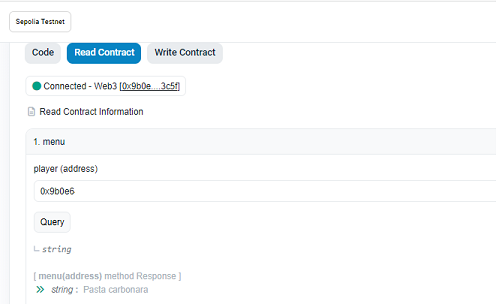 Sepolia Testnet
Code Read Contract Write Contract
Connected - Web3 [0x9b0e....3c5f]
Read Contract Information
1. menu
player (address)
0x9b0e6
Query
string
[ menu(address) method Response ]
string : Pasta carbonara